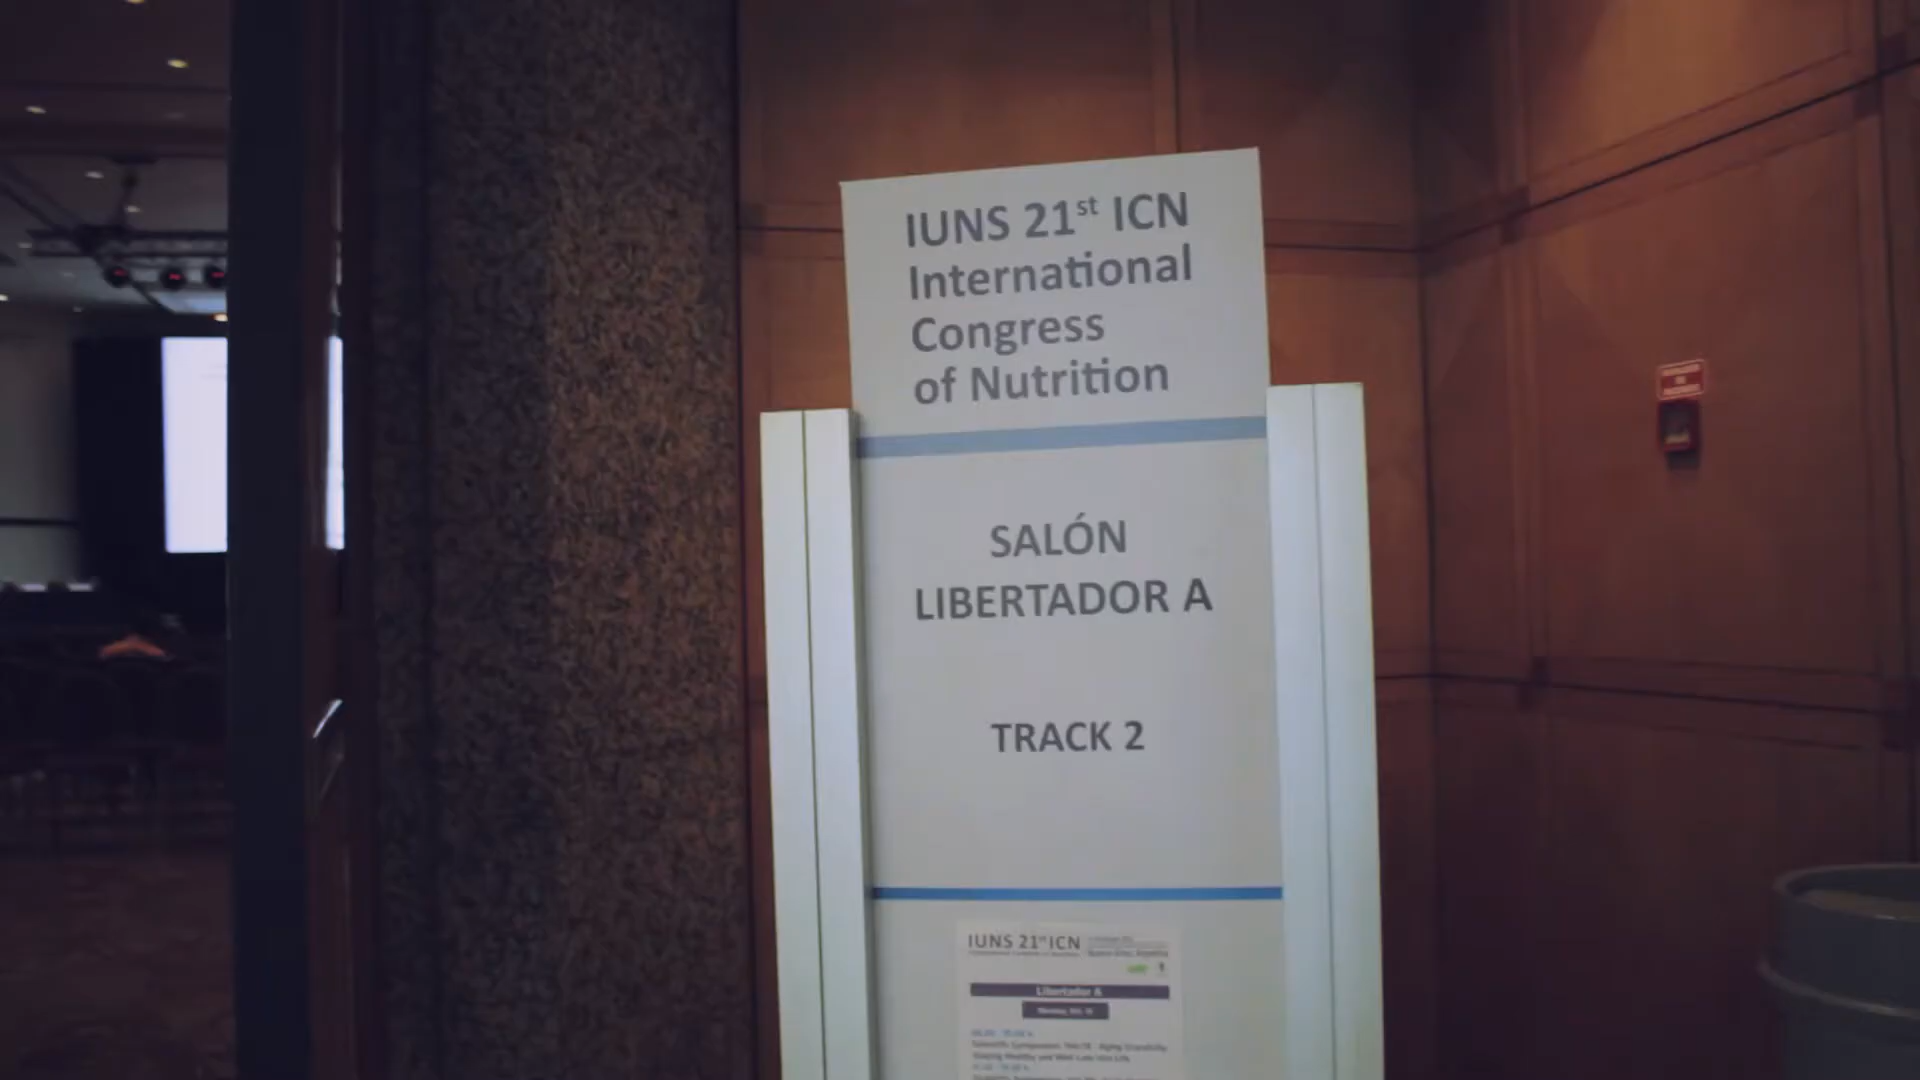 IUNS 21st ICN
International
Congress
of Nutrition
SALÓN
LIBERTADOR A
TRACK 2
IUNS 21st ICN
Libertador A